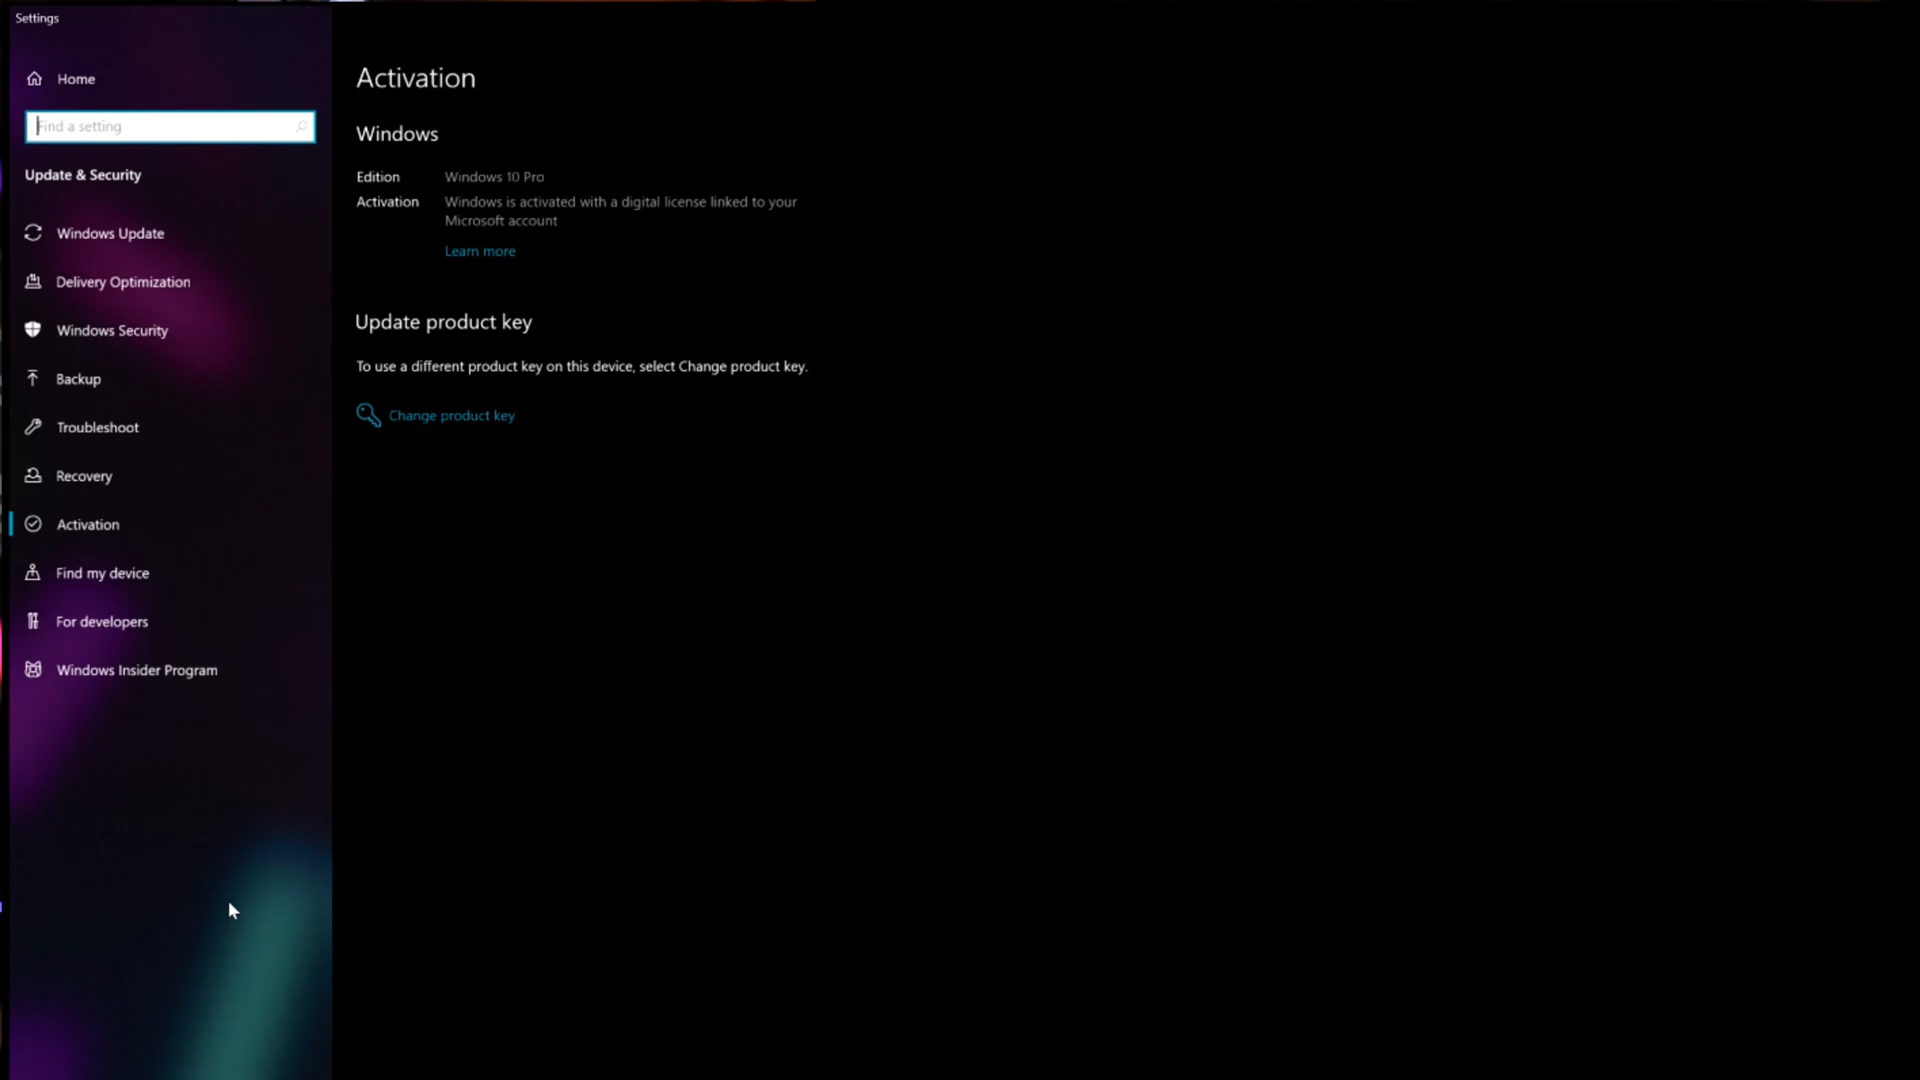 Settings
Home
Find a setting
Update & Security
Windows Update
Delivery Optimization
Windows Security
Backup
Troubleshoot
Recovery
Activation
Find my device
For developers
Windows Insider Program
Activation
Windows
Edition Windows 10 Pro
Activation Windows is activated with a digital license linked to your
Microsoft account
Learn more
Update product key
To use a different product key on this device, select Change product key.
Change product key